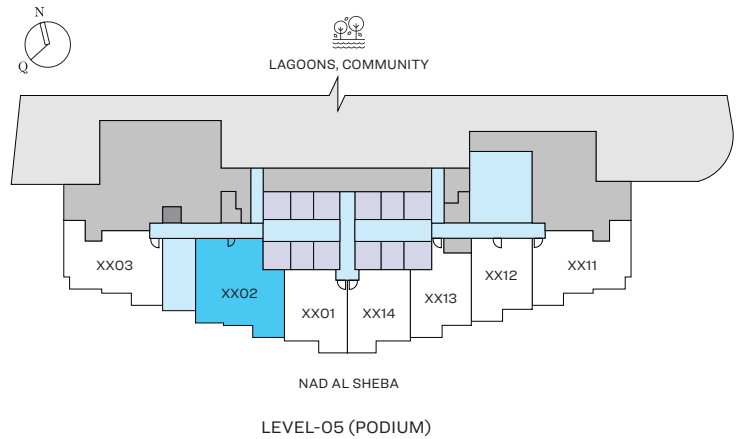 N
Q
LAGOONS, COMMUNITY
XX03
XX02
XX01
XX14
XX13
XX12
XX11
NAD AL SHEBA
LEVEL-05 (PODIUM)